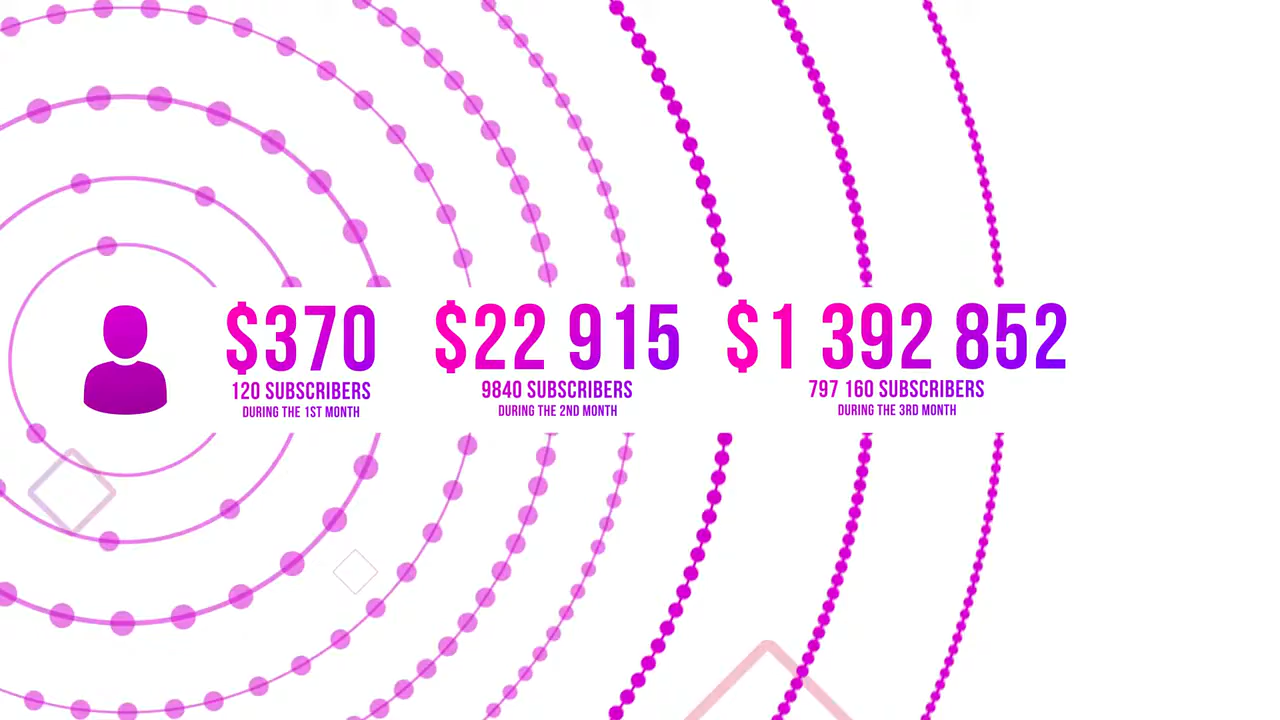 $370
120 SUBSCRIBERS
DURING THE 1ST MONTH
$22 915
9840 SUBSCRIBERS
DURING THE 2ND MONTH
$1 392 852
797 160 SUBSCRIBERS
DURING THE 3RD MONTH